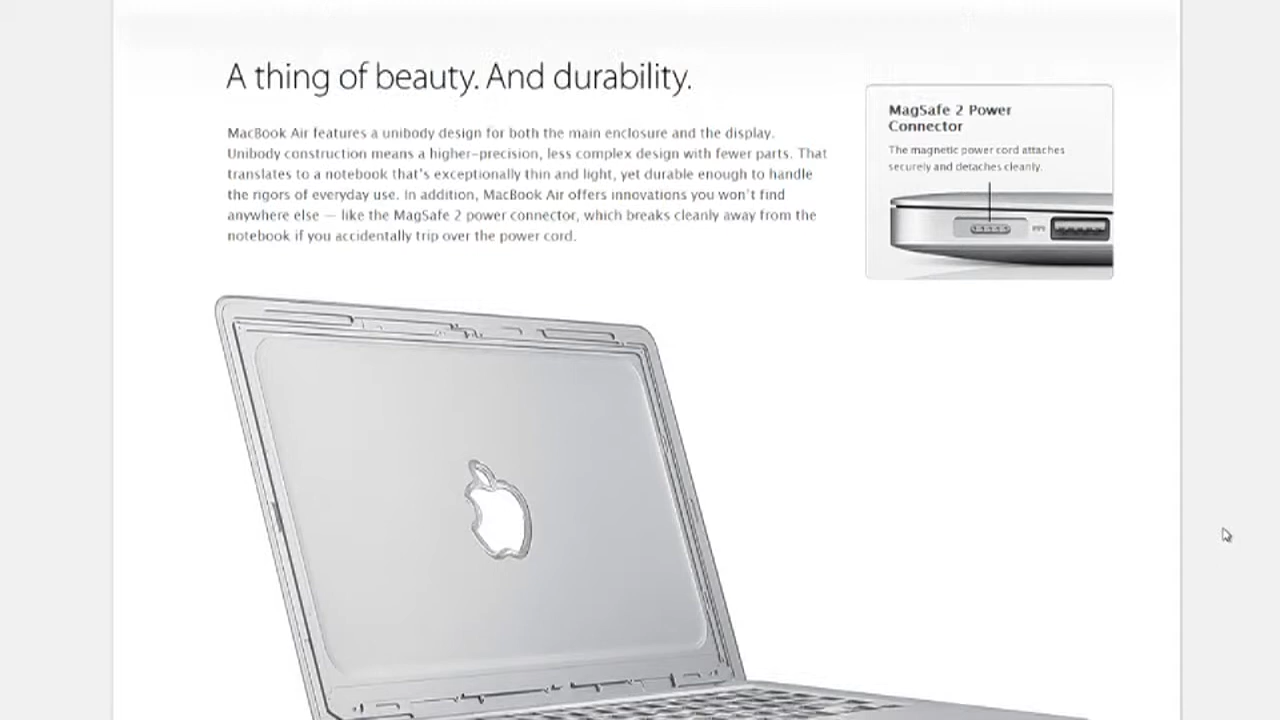 A thing of beauty. And durability.
MacBook Air features a unibody design for both the main enclosure and the display.
Unibody construction means a higher-precision, less complex design with fewer parts. That
translates to a notebook that's exceptionally thin and light, yet durable enough to handle
the rigors of everyday use. In addition, MacBook Air offers innovations you won't find
anywhere else — like the MagSafe 2 power connector, which breaks cleanly away from the
notebook if you accidentally trip over the power cord.
MagSafe 2 Power
Connector
The magnetic power cord attaches
securely and detaches cleanly.